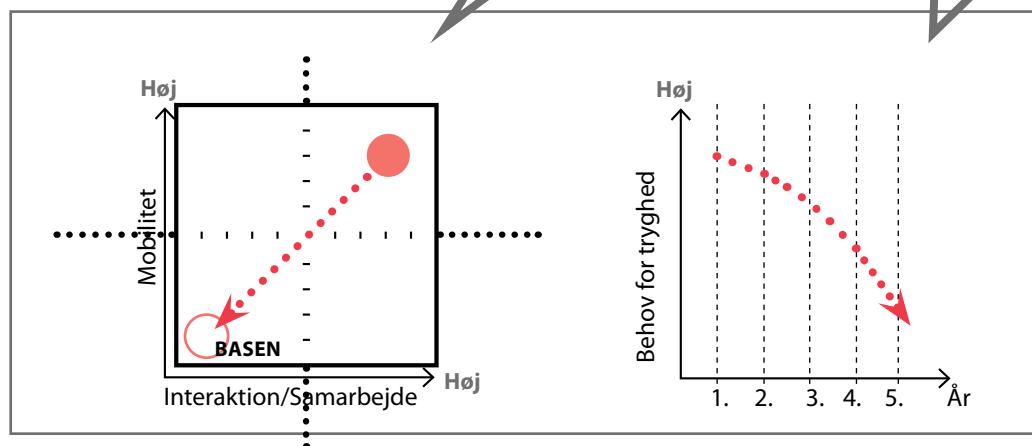 Høj
Mobilitet
BASEN
Høj
Interaktion/Samarbejde
Høj
Behov for tryghed
1. 2. 3. 4. 5. År